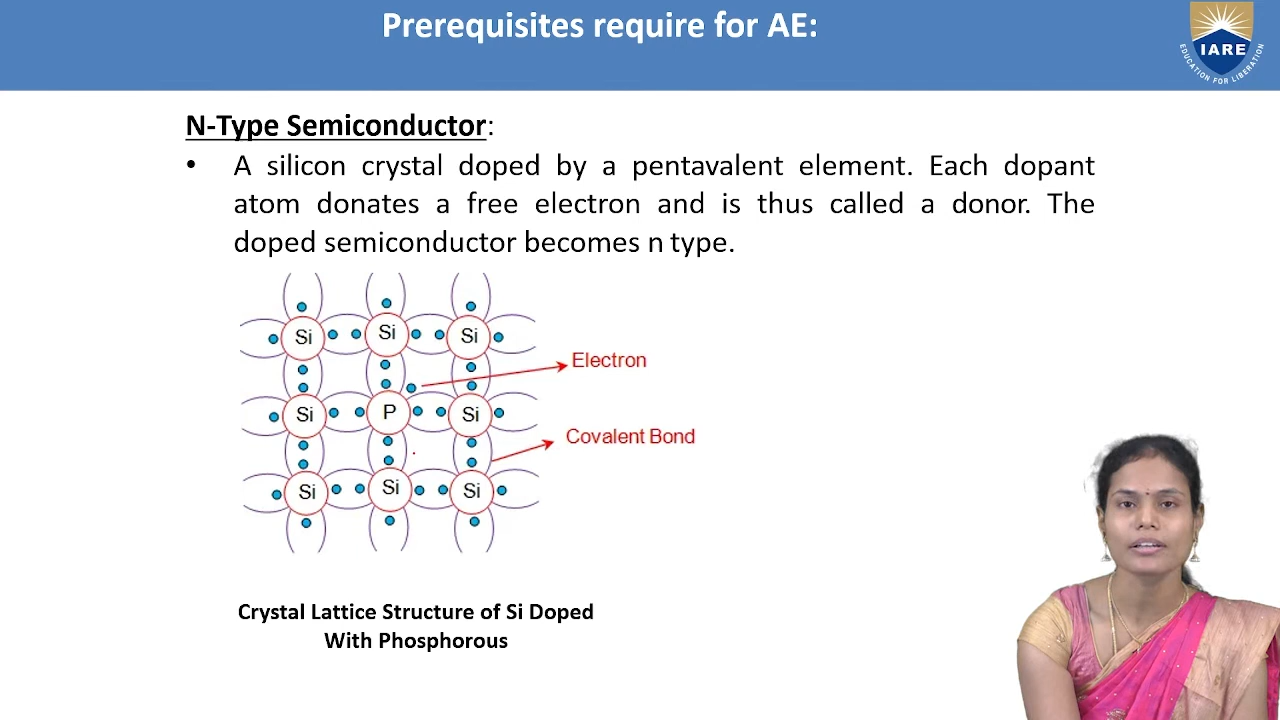 Prerequisites require for AE:
IARE
EDUCATION FOR LIBERATION
N-Type Semiconductor:
• A silicon crystal doped by a pentavalent element. Each dopant
atom donates a free electron and is thus called a donor. The
doped semiconductor becomes n type.
Si Si Si
Electron
Si P Si
Covalent Bond
Si Si Si
Crystal Lattice Structure of Si Doped
With Phosphorous